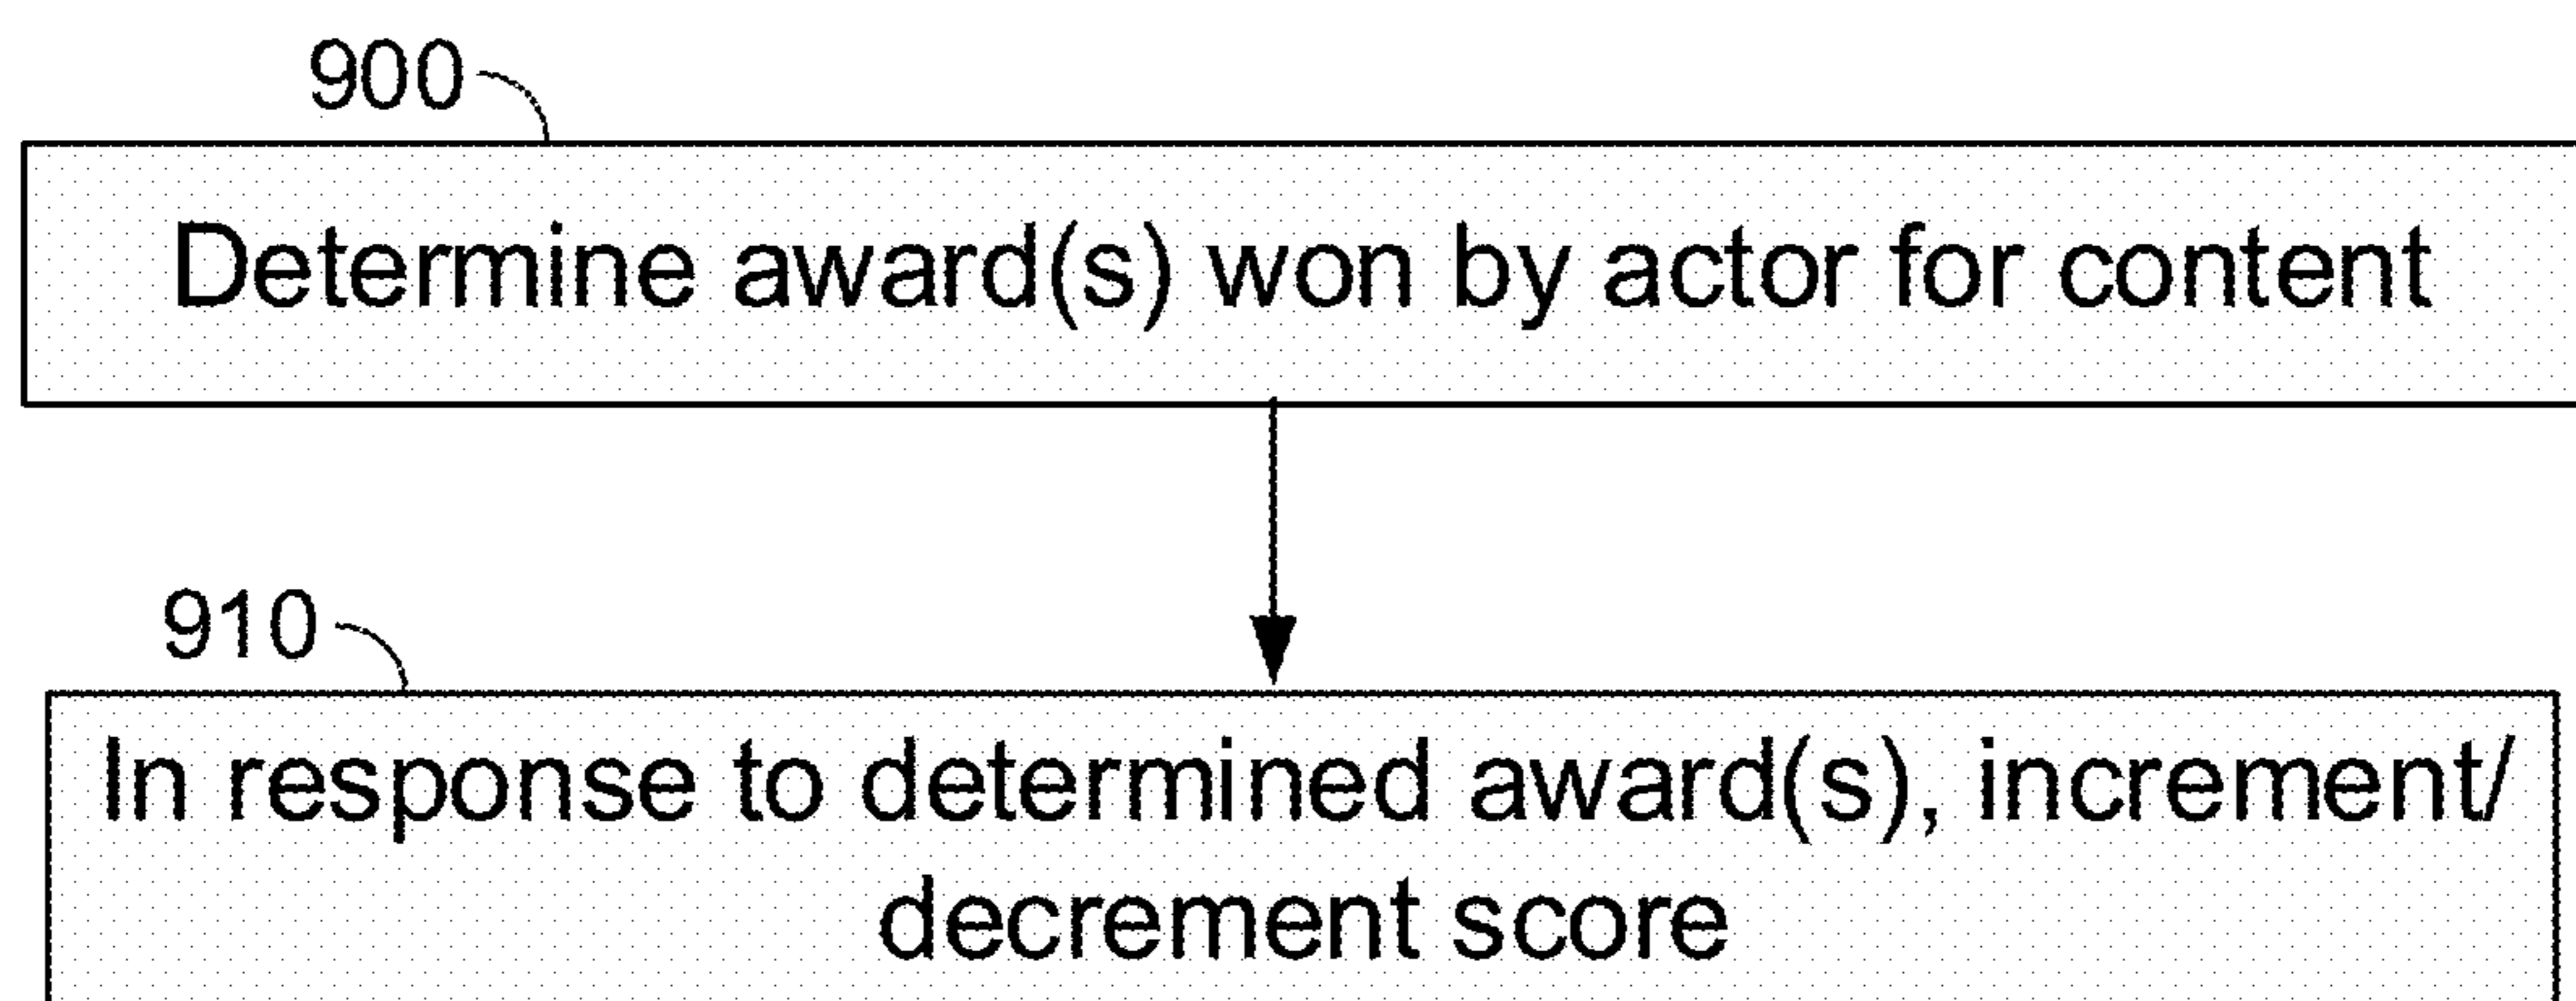 900
Determine award(s) won by actor for content
910
In response to determined award(s), increment/
decrement score